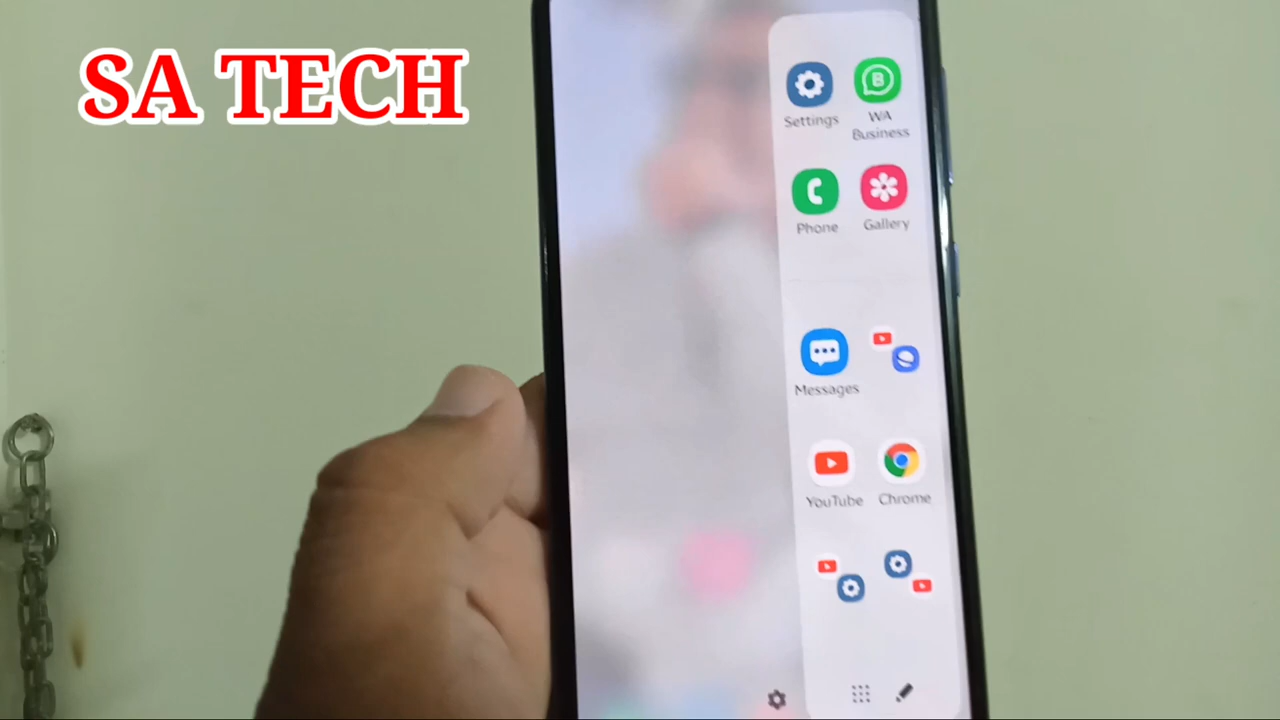 SA TECH
Settings
WA
Business
B
Phone
Gallery
Messages
YouTube
Chrome